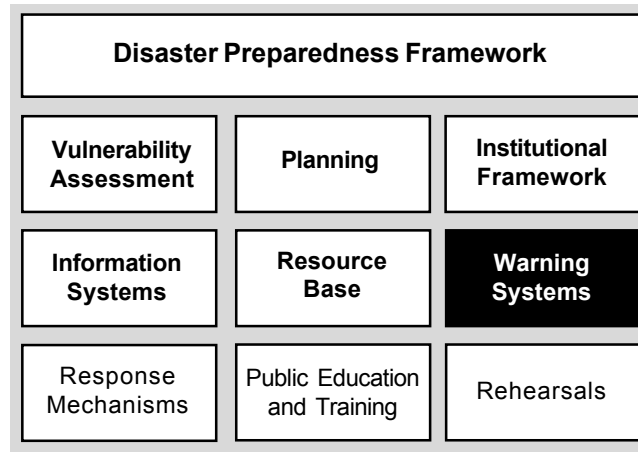 Disaster Preparedness Framework
Vulnerability
Assessment
Planning
Institutional
Framework
Information
Systems
Resource
Base
Warning
Systems
Response
Mechanisms
Public Education
and Training
Rehearsals